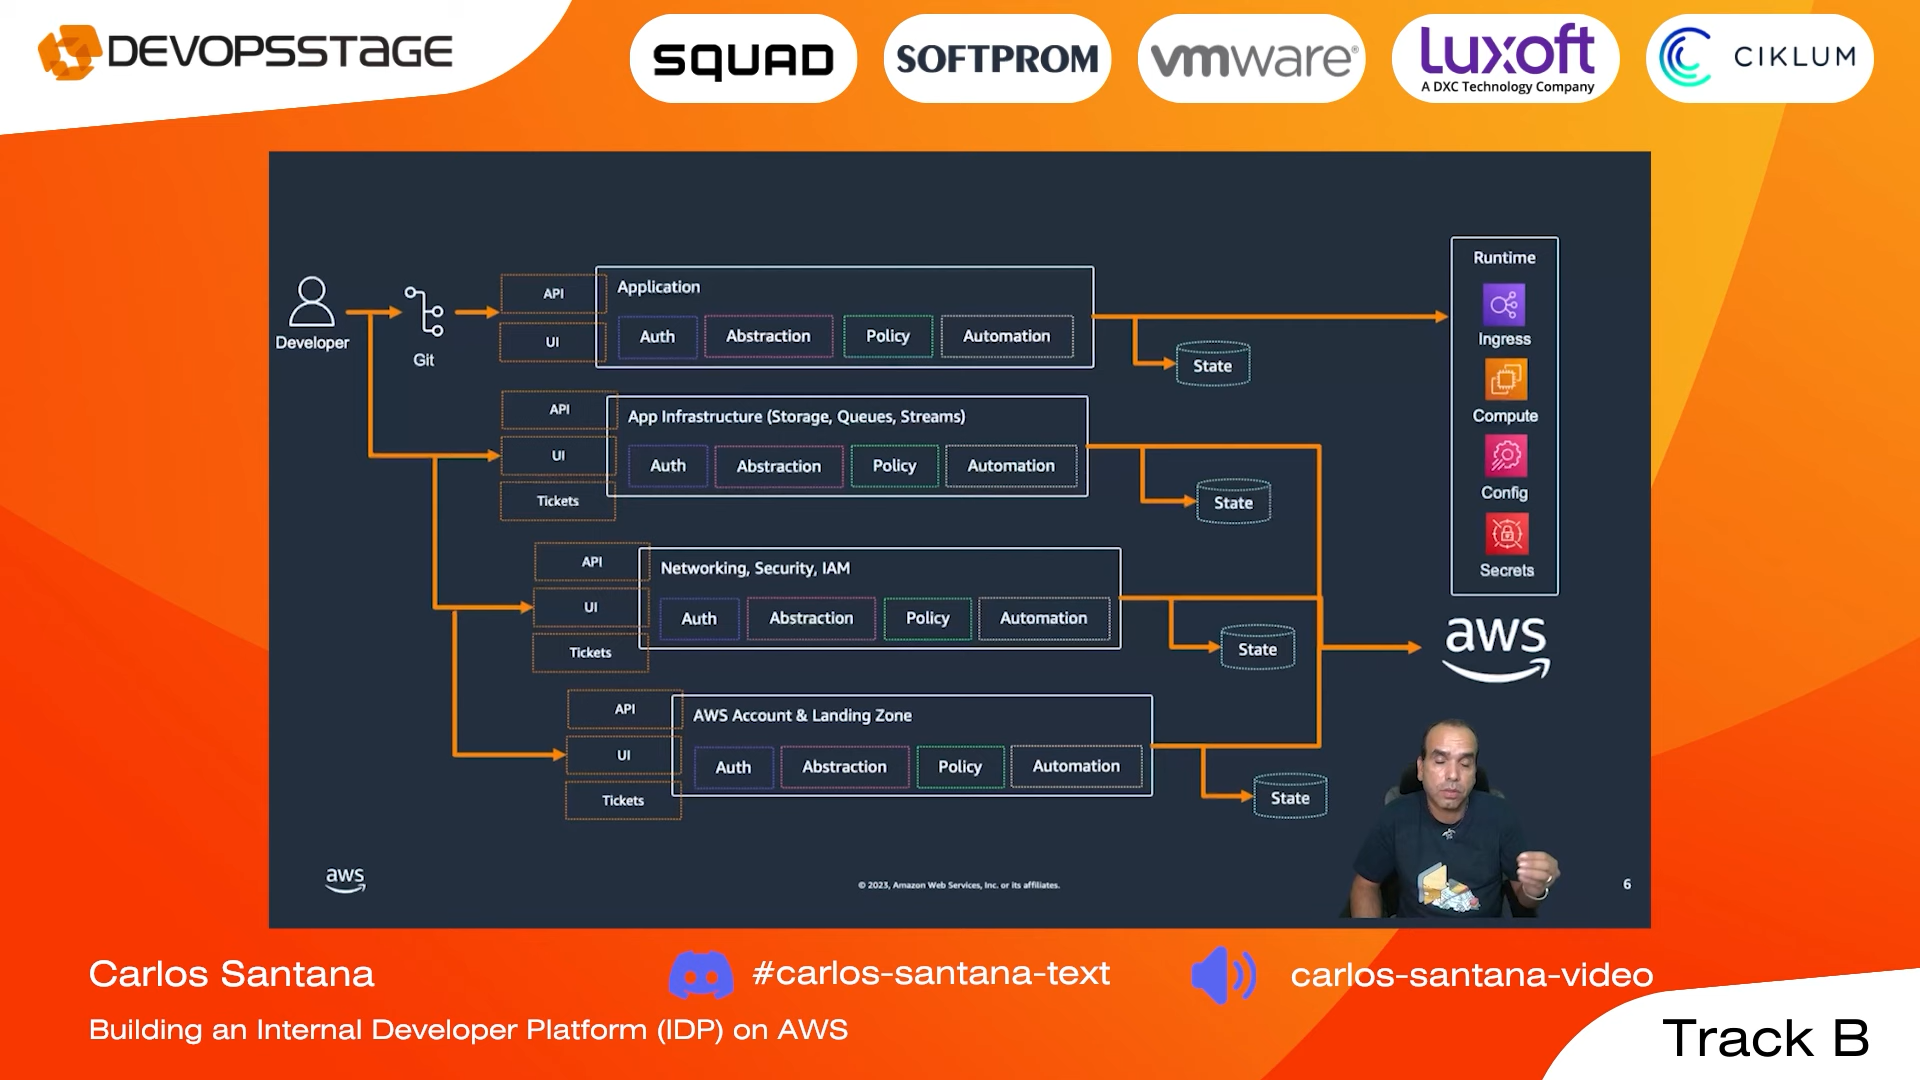 DEVOPSSTAGE
SQUAD
SOFTPROM
vmware®
Luxoft
A DXC Technology Company
CIKLUM
Developer
Git
API
UI
Application
Auth
Abstraction
Policy
Automation
State
API
UI
Tickets
App Infrastructure (Storage, Queues, Streams)
Auth
Abstraction
Policy
Automation
State
API
UI
Tickets
Networking, Security, IAM
Auth
Abstraction
Policy
Automation
State
API
UI
Tickets
AWS Account & Landing Zone
Auth
Abstraction
Policy
Automation
State
Runtime
Ingress
Compute
Config
Secrets
aws
aws
© 2023, Amazon Web Services, Inc. or its affiliates.
6
Carlos Santana
#carlos-santana-text
carlos-santana-video
Building an Internal Developer Platform (IDP) on AWS
Track B